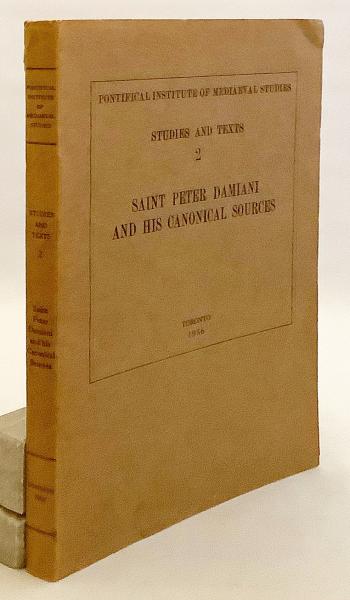 PONTIFICAL INSTITUTE OF MEDIAEVAL STUDIES
STUDIES AND TEXTS
2
SAINT PETER DAMIANI
AND HIS CANONICAL SOURCES
TORONTO
1956
PONTIFICAL
INSTITUTE
OF
MEDIAEVAL
STUDIES
STUDIES
AND
TEXTS
2
Saint
Peter
Damiani
and his
Canonical
Sources